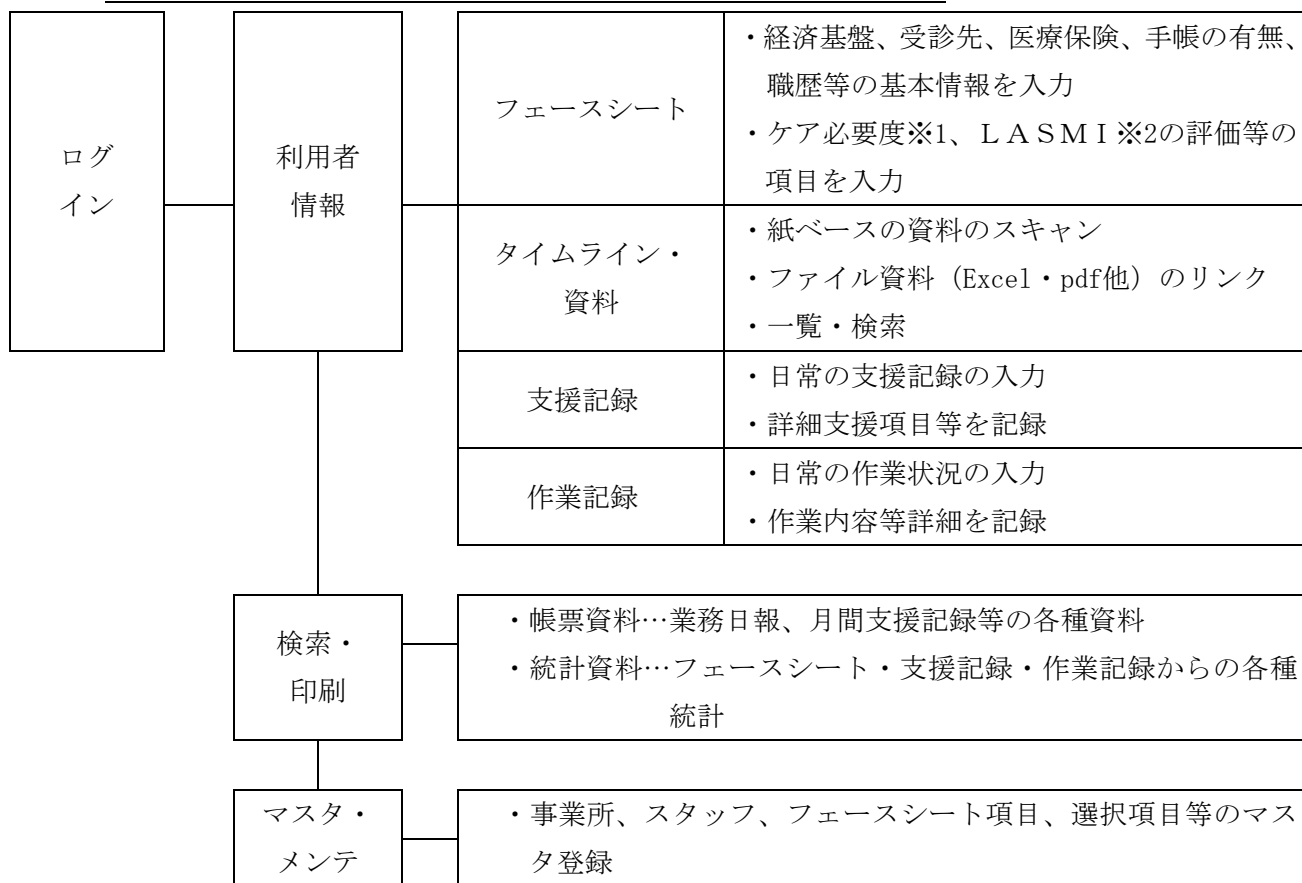 ログ
イン
利用者
情報
フェースシート
・経済基盤、受診先、医療保険、手帳の有無、
職歴等の基本情報を入力
・ケア必要度※1、ＬＡＳＭＩ※2の評価等の
項目を入力
タイムライン・
資料
・紙ベースの資料のスキャン
・ファイル資料（Excel・pdf他）のリンク
・一覧・検索
支援記録
・日常の支援記録の入力
・詳細支援項目等を記録
作業記録
・日常の作業状況の入力
・作業内容等詳細を記録
検索・
印刷
・帳票資料…業務日報、月間支援記録等の各種資料
・統計資料…フェースシート・支援記録・作業記録からの各種
統計
マスタ・
メンテ
・事業所、スタッフ、フェースシート項目、選択項目等のマス
タ登録